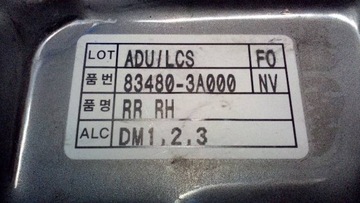 LOT ADU/LCS FO
품번 83480-3A000 NV
품명 RR RH
ALC DM1,2,3